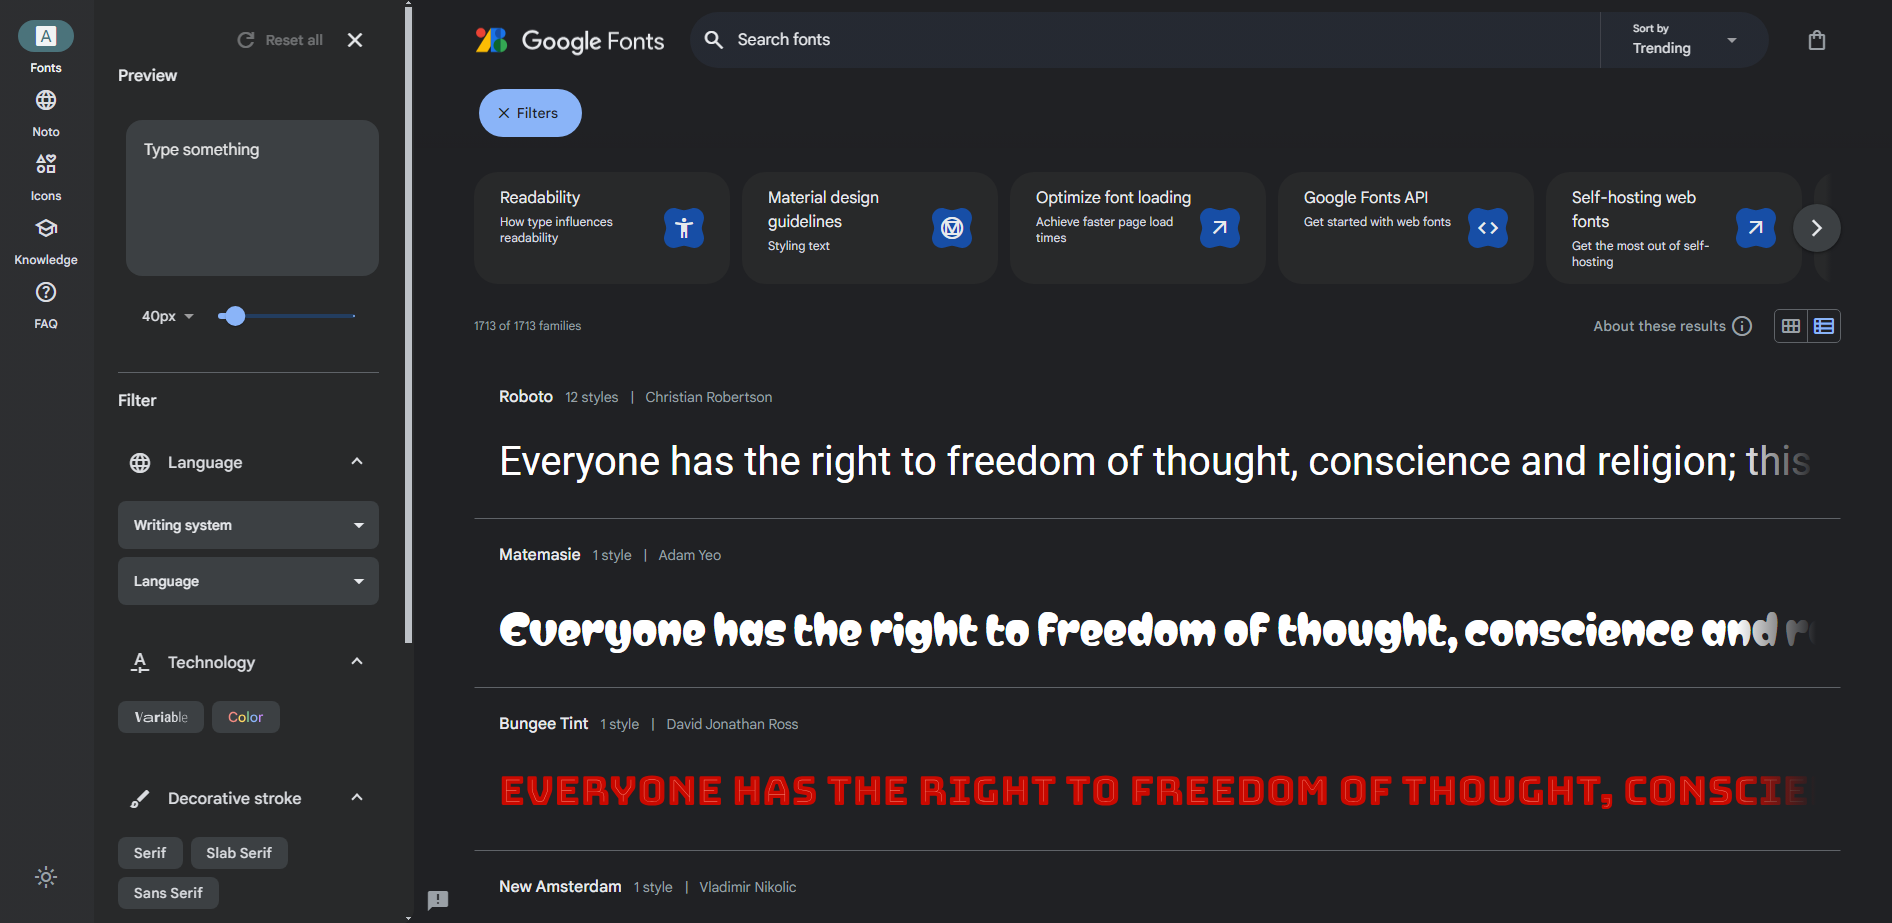 Fonts
Noto
Icons
Knowledge
FAQ
Reset all
Preview
Type something
40px
Filter
Language
Writing system
Language
Technology
Variable
Color
Decorative stroke
Serif
Slab Serif
Sans Serif
Google Fonts
Search fonts
Sort by
Trending
Filters
Readability
How type influences
readability
Material design
guidelines
Styling text
Optimize font loading
Achieve faster page load
times
Google Fonts API
Get started with web fonts
Self-hosting web
fonts
Get the most out of self-
hosting
1713 of 1713 families
About these results
Roboto 12 styles | Christian Robertson
Everyone has the right to freedom of thought, conscience and religion; this
Matemasie 1 style | Adam Yeo
Everyone has the right to freedom of thought, conscience and
Bungee Tint 1 style | David Jonathan Ross
EVERYONE HAS THE RIGHT TO FREEDOM OF THOUGHT, CONSCIE
New Amsterdam 1 style | Vladimir Nikolic